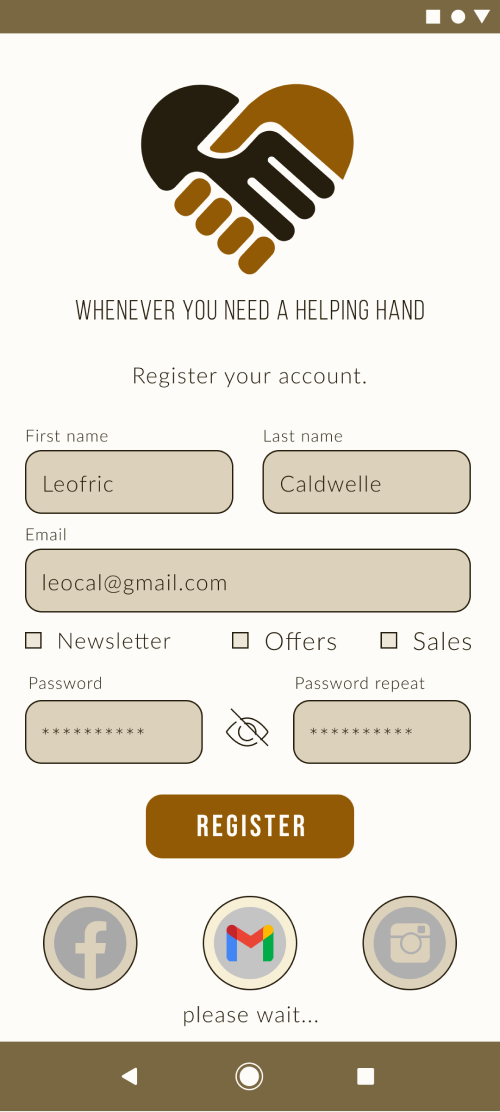 WHENEVER YOU NEED A HELPING HAND
Register your account.
First name Last name
Leofric Caldwelle
Email
leocal@gmail.com
Newsletter Offers Sales
Password Password repeat
********** **********
REGISTER
please wait...